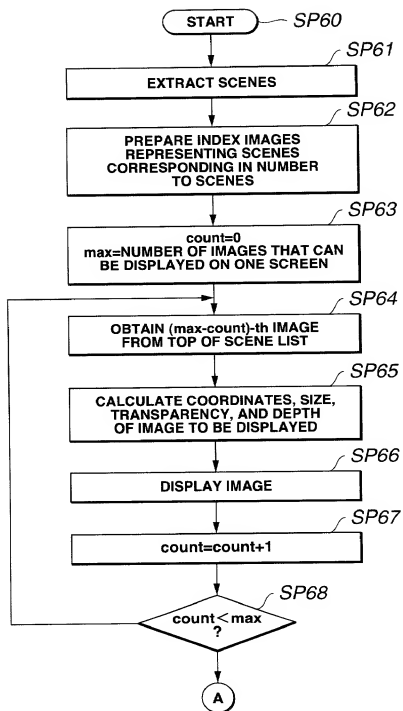 START
SP60
SP61
EXTRACT SCENES
SP62
PREPARE INDEX IMAGES
REPRESENTING SCENES
CORRESPONDING IN NUMBER
TO SCENES
SP63
count=0
max=NUMBER OF IMAGES THAT CAN
BE DISPLAYED ON ONE SCREEN
SP64
OBTAIN (max-count)-th IMAGE
FROM TOP OF SCENE LIST
SP65
CALCULATE COORDINATES, SIZE,
TRANSPARENCY, AND DEPTH
OF IMAGE TO BE DISPLAYED
SP66
DISPLAY IMAGE
SP67
count=count+1
SP68
count<max
?
A